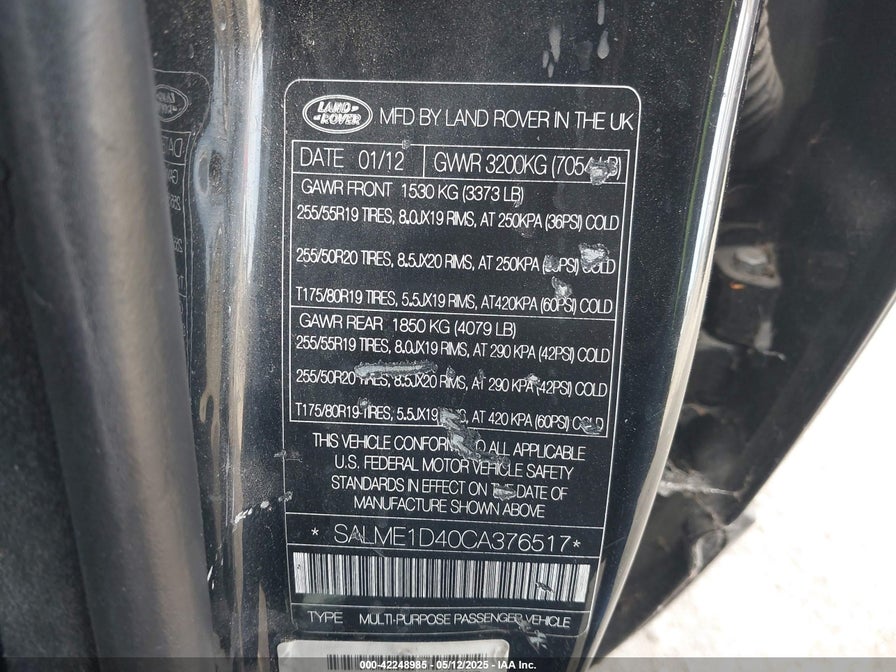 LAND-
-ROVER
MFD BY LAND ROVER IN THE UK
DATE 01/12 GVWR 3200KG
GAWR FRONT 1530 KG (3373 LB)
255/55R19 TIRES, 8.0JX19 RIMS, AT 250KPA (36PSI) COLD
255/50R20 TIRES, 8.5JX20 RIMS, AT 250KPA COLD
T175/80R19 TIRES, 5.5JX19 RIMS, AT420KPA (60PSI) COLD
GAWR REAR 1850 KG (4079 LB)
255/55R19 TIRES, 8.0JX19 RIMS, AT 290 KPA (42PSI) COLD
255/50R20 TIRES, 8.5JX20 RIMS, AT 290 KPA (42PSI) COLD
T175/80R19 TIRES, 5.5JX19 AT 420 KPA (60PSI) COLD
THIS VEHICLE CONFORMS TO ALL APPLICABLE
U.S. FEDERAL MOTOR VEHICLE SAFETY
STANDARDS IN EFFECT ON THE DATE OF
MANUFACTURE SHOWN ABOVE
* SALME1D40CA376517*
TYPE MULTI-PURPOSE PASSENGER VEHICLE
000-42248985 - 05/12/2025 - IAA Inc.